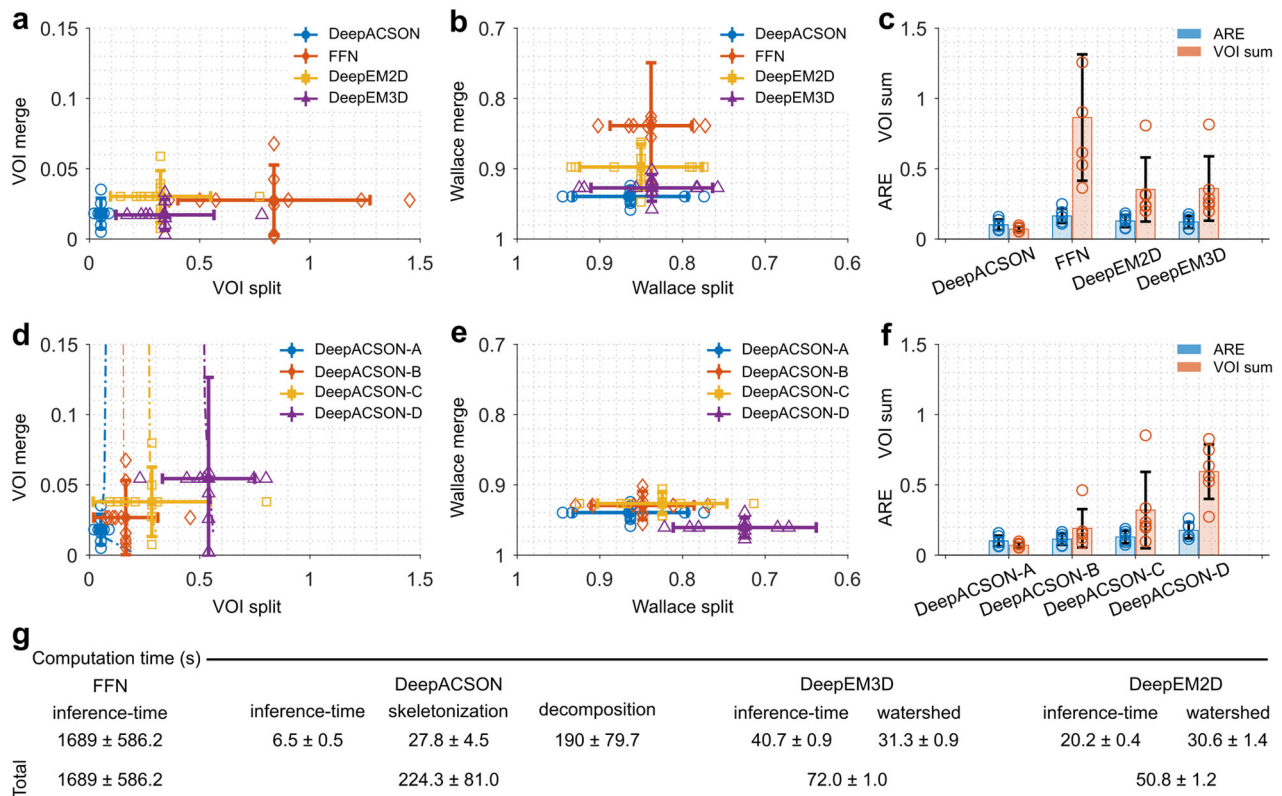 a
0.15
0.1
0.05
0
VOI merge
0
0.5
1
1.5
VOI split
DeepACSON
FFN
DeepEM2D
DeepEM3D
b
0.7
0.8
0.9
1
Wallace merge
1
0.9
0.8
0.7
0.6
Wallace split
DeepACSON
FFN
DeepEM2D
DeepEM3D
c
1.5
1
0.5
0
ARE
VOI sum
ARE
VOI sum
DeepACSON
FFN
DeepEM2D
DeepEM3D
d
0.15
0.1
0.05
0
VOI merge
0
0.5
1
1.5
VOI split
DeepACSON-A
DeepACSON-B
DeepACSON-C
DeepACSON-D
e
0.7
0.8
0.9
1
Wallace merge
1
0.9
0.8
0.7
0.6
Wallace split
DeepACSON-A
DeepACSON-B
DeepACSON-C
DeepACSON-D
f
1.5
1
0.5
0
ARE
VOI sum
ARE
VOI sum
DeepACSON-A
DeepACSON-B
DeepACSON-C
DeepACSON-D
g
Computation time (s)
FFN DeepACSON DeepEM3D DeepEM2D
inference-time inference-time skeletonization decomposition inference-time watershed inference-time watershed
1689 ± 586.2 6.5 ± 0.5 27.8 ± 4.5 190 ± 79.7 40.7 ± 0.9 31.3 ± 0.9 20.2 ± 0.4 30.6 ± 1.4
Total 1689 ± 586.2 224.3 ± 81.0 72.0 ± 1.0 50.8 ± 1.2